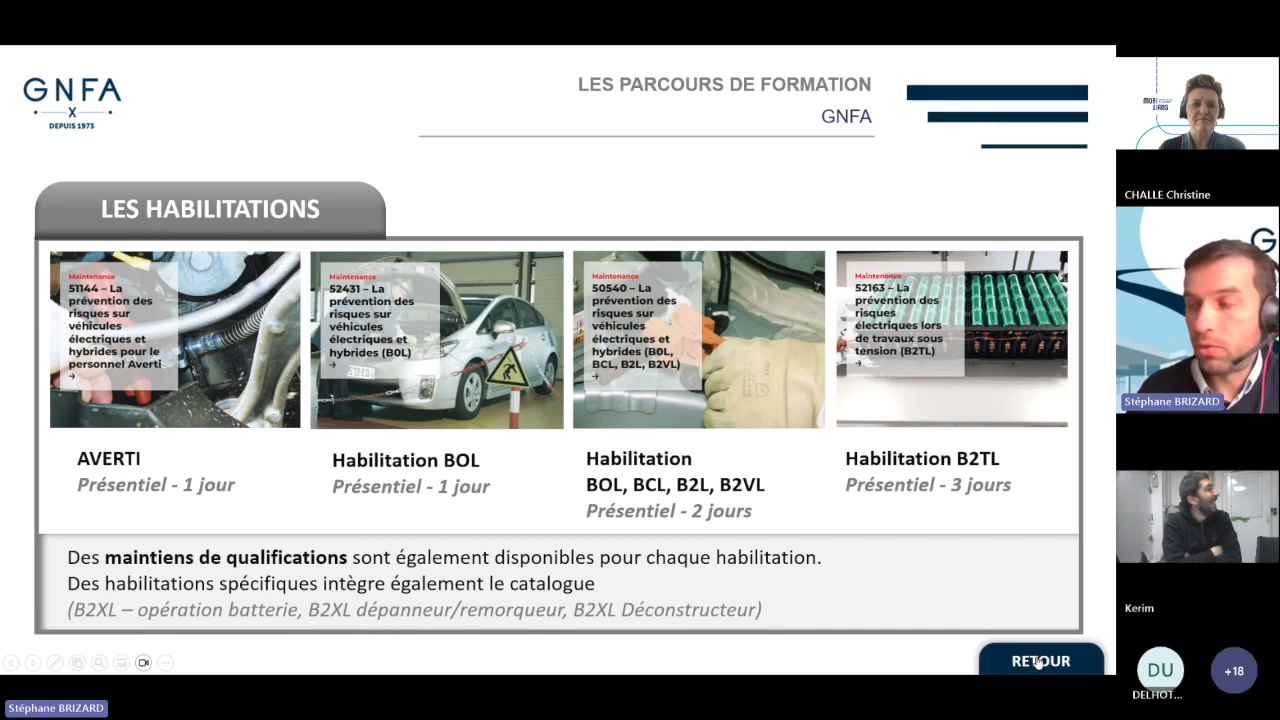 GNFA
X
DEPUIS 1973
LES PARCOURS DE FORMATION
GNFA
LES HABILITATIONS
Maintenance
51144 – La
prévention des
risques sur
véhicules
électriques et
hybrides pour le
personnel Averti
→
Maintenance
52431 – La
prévention des
risques sur
véhicules
électriques et
hybrides (B0L)
→
Maintenance
50540 – La
prévention des
risques sur
véhicules
électriques et
hybrides (B0L,
BCL, B2L, B2VL)
→
Maintenance
52163 – La
prévention des
risques
électriques lors
de travaux sous
tension (B2TL)
→
AVERTI
Présentiel - 1 jour
Habilitation BOL
Présentiel - 1 jour
Habilitation
BOL, BCL, B2L, B2VL
Présentiel - 2 jours
Habilitation B2TL
Présentiel - 3 jours
Des maintiens de qualifications sont également disponibles pour chaque habilitation.
Des habilitations spécifiques intègre également le catalogue
(B2XL – opération batterie, B2XL dépanneur/remorqueur, B2XL Déconstructeur)
RETOUR
Stéphane BRIZARD
MOBI
LIANS
CHALLE Christine
G
Stéphane BRIZARD
Kerim
DU
DELHOT...
+18